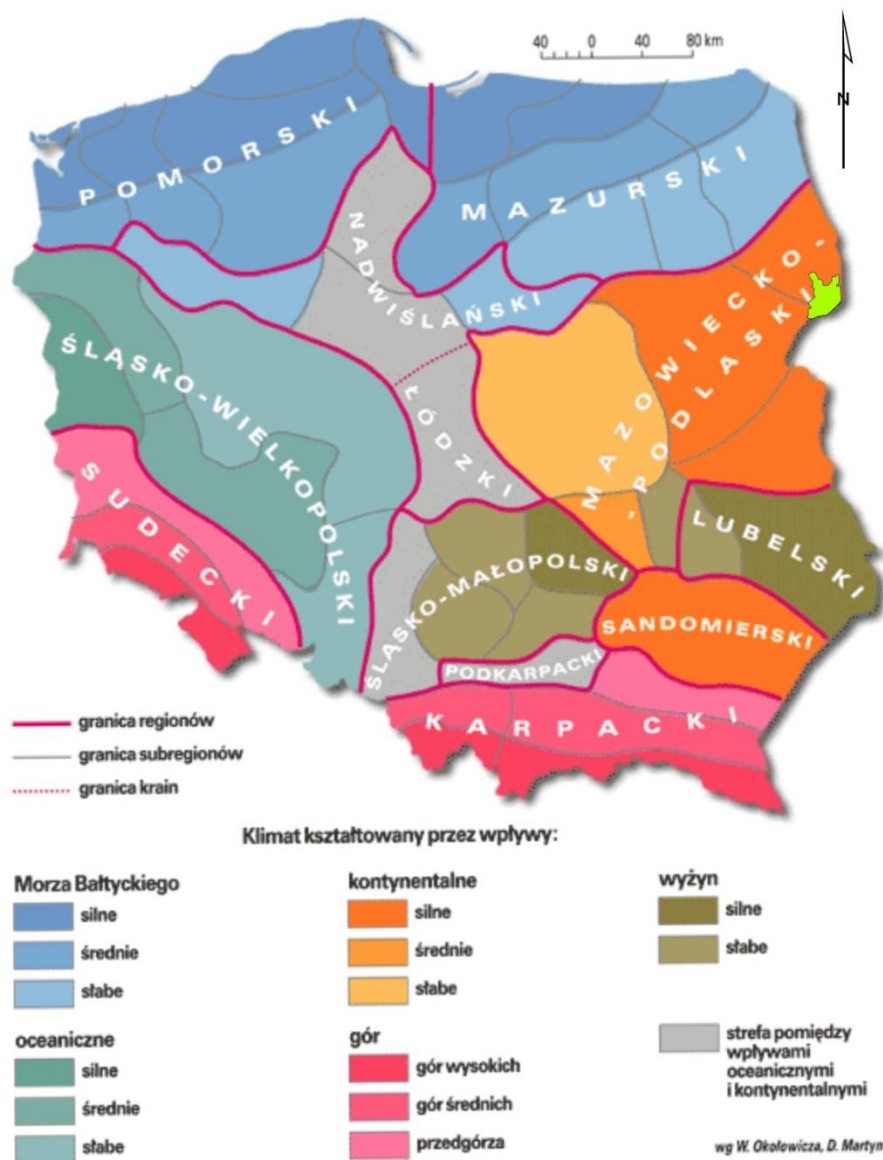 40 0 40 80 km
N
POMORSKI
MAZURSKI
NADWIŚLAŃSKI
MAZOWIECKO-
-PODLASKI
ŚLĄSKO-WIELKOPOLSKI
ŁÓDZKI
SUDECKI
LUBELSKI
ŚLĄSKO-MAŁOPOLSKI
SANDOMIERSKI
PODKARPACKI
KARPACKI
granica regionów
granica subregionów
granica krain
Klimat kształtowany przez wpływy:
Morza Bałtyckiego
silne
średnie
słabe
oceaniczne
silne
średnie
słabe
kontynentalne
silne
średnie
słabe
gór
gór wysokich
gór średnich
przedgórza
wyżyn
silne
słabe
strefa pomiędzy
wpływami
oceanicznymi
i kontynentalnymi
wg W. Okołowicza, D. Martyn